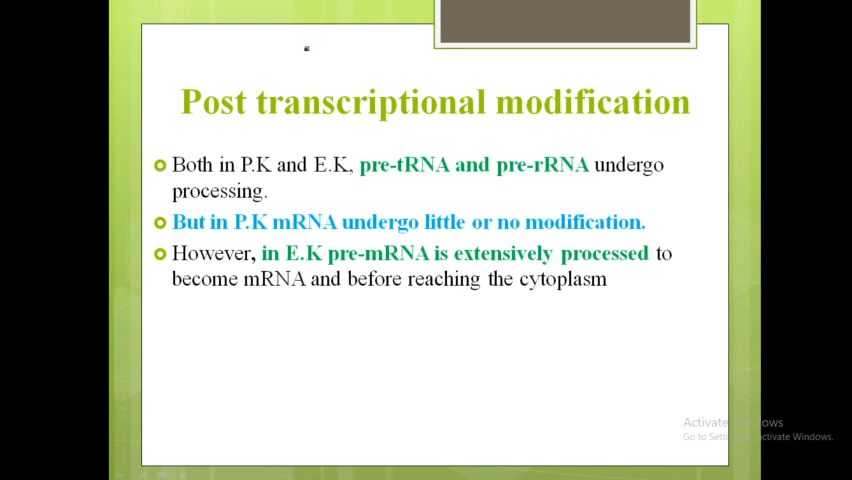 Post transcriptional modification
Both in P.K and E.K, pre-tRNA and pre-rRNA undergo
processing.
But in P.K mRNA undergo little or no modification.
However, in E.K pre-mRNA is extensively processed to
become mRNA and before reaching the cytoplasm
Activate Windows
Go to Settings to activate Windows.